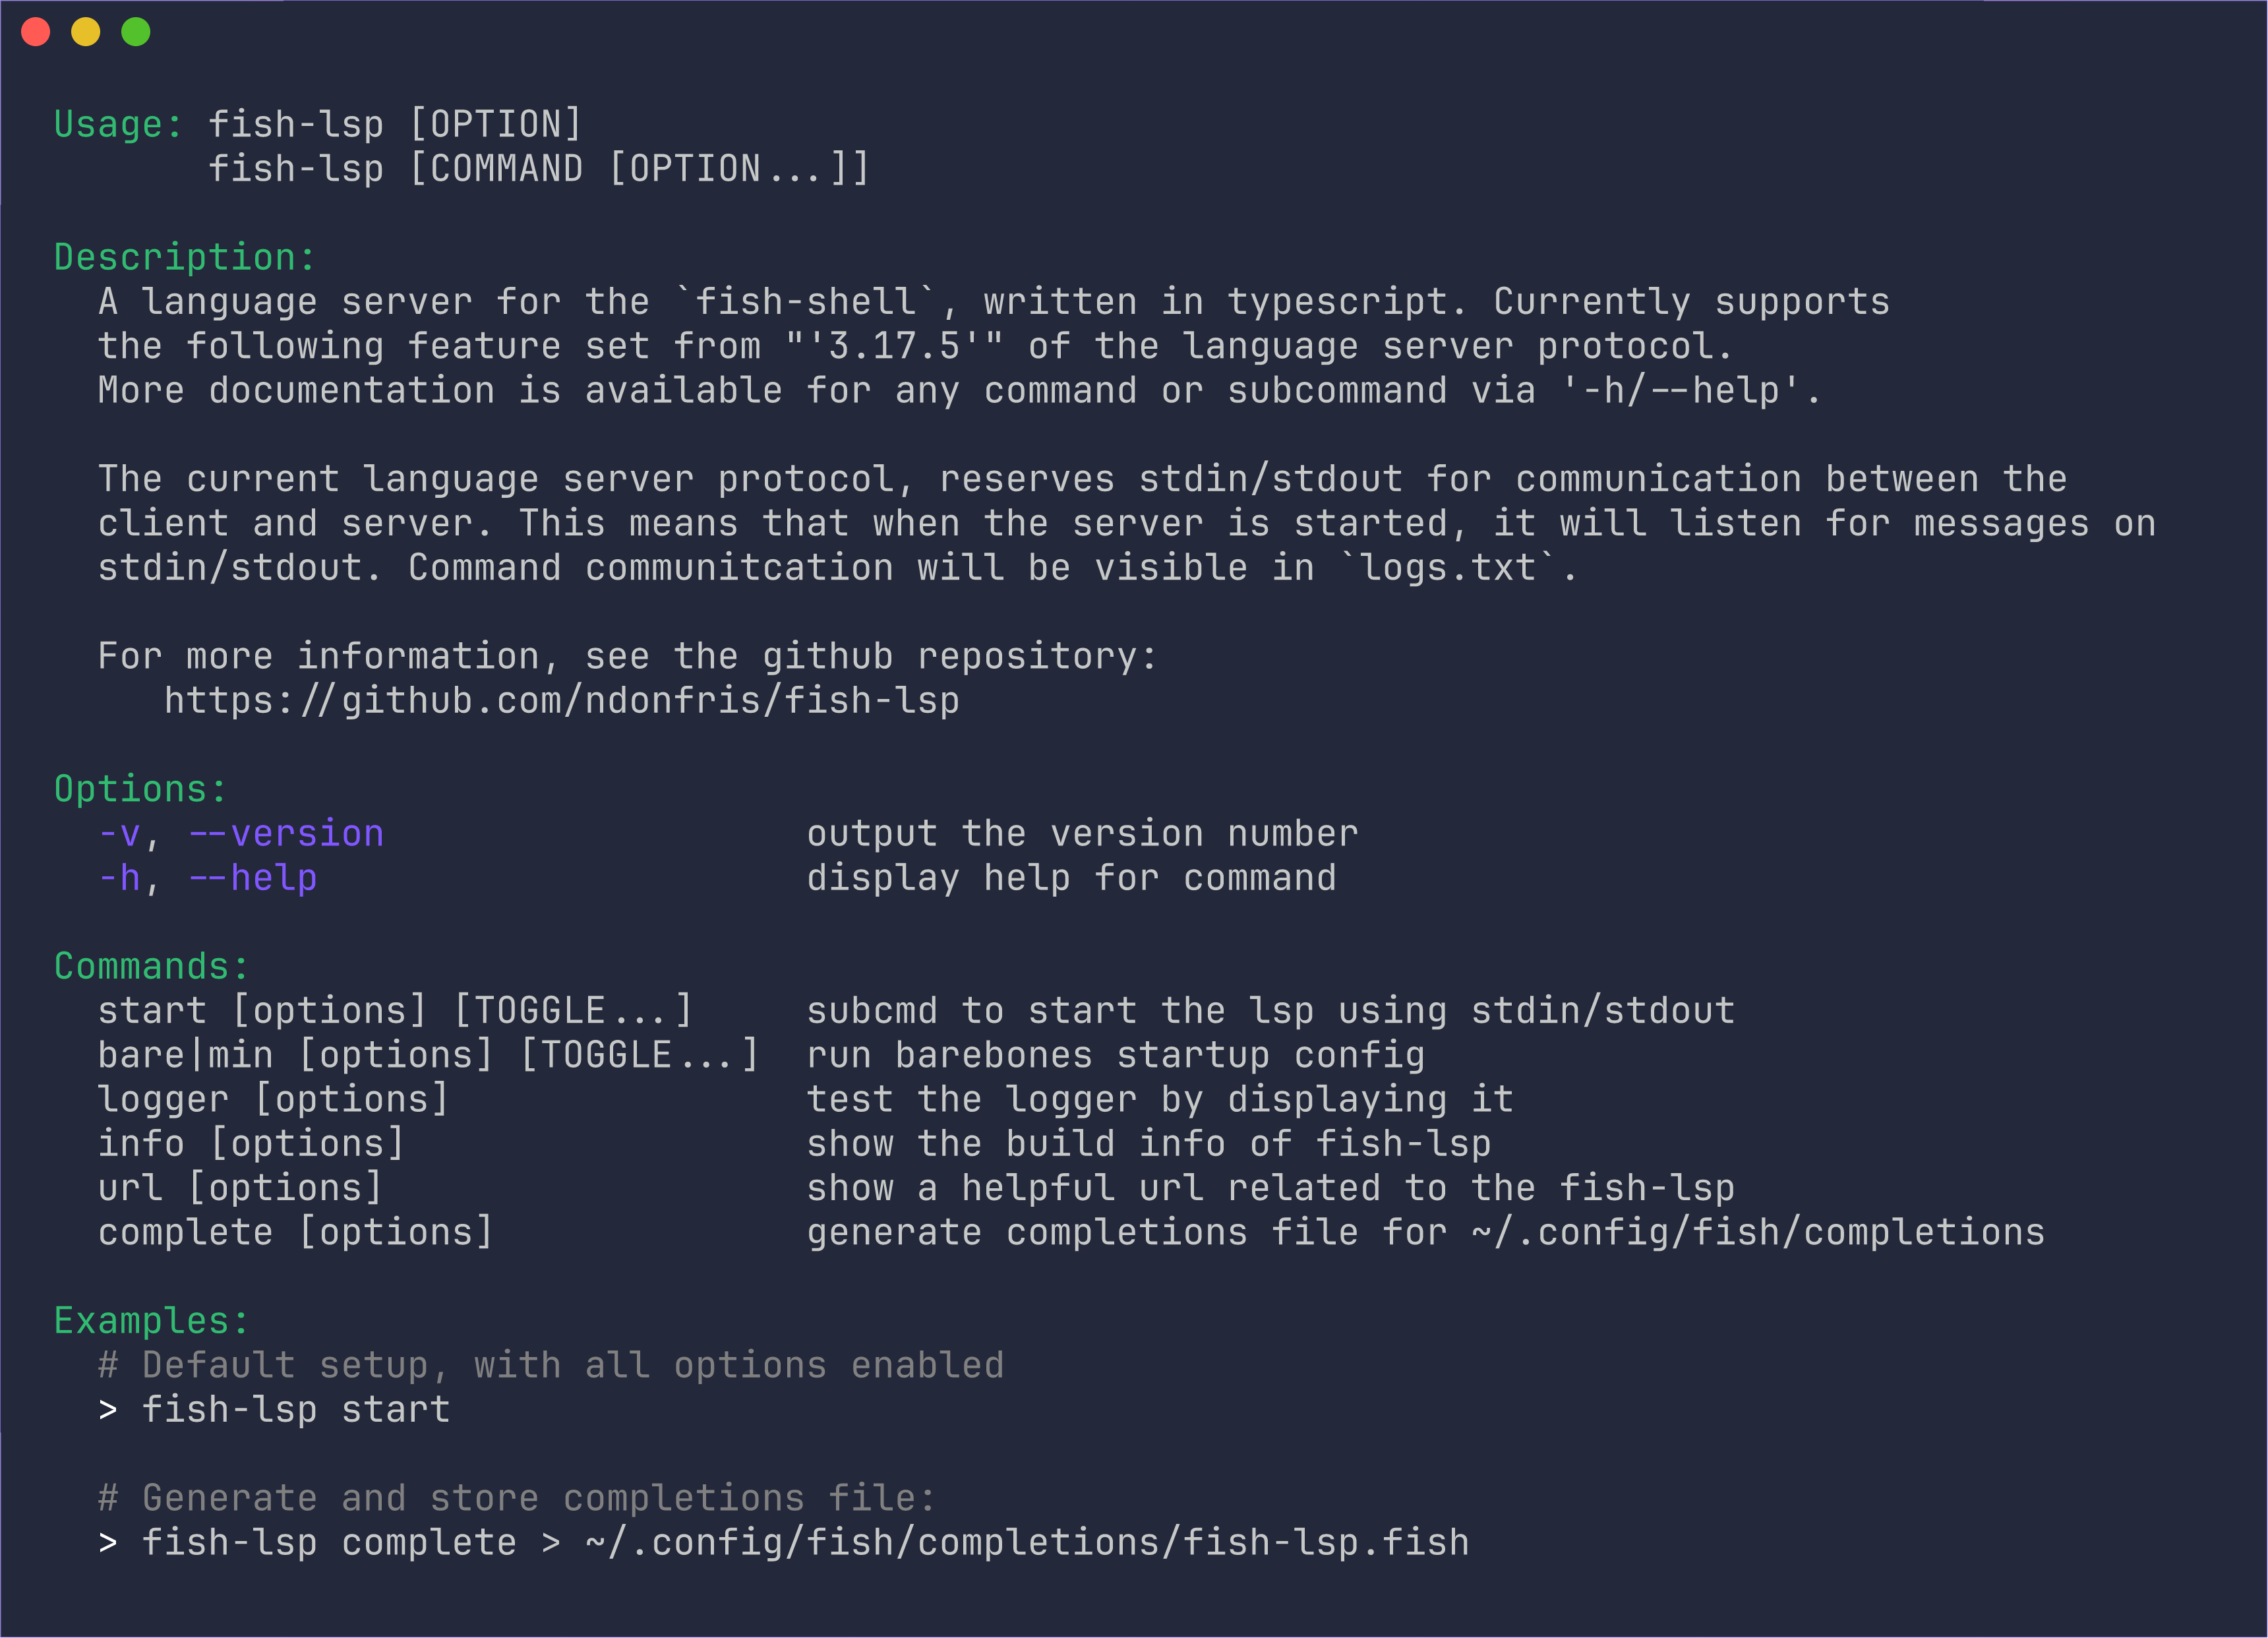 Usage: fish-lsp [OPTION]
       fish-lsp [COMMAND [OPTION...]]

Description:
  A language server for the `fish-shell`, written in typescript. Currently supports
  the following feature set from "'3.17.5'" of the language server protocol.
  More documentation is available for any command or subcommand via '-h/--help'.

  The current language server protocol, reserves stdin/stdout for communication between the
  client and server. This means that when the server is started, it will listen for messages on
  stdin/stdout. Command communitcation will be visible in `logs.txt`.

  For more information, see the github repository:
     https://github.com/ndonfris/fish-lsp

Options:
  -v, --version                   output the version number
  -h, --help                      display help for command

Commands:
  start [options] [TOGGLE...]     subcmd to start the lsp using stdin/stdout
  bare|min [options] [TOGGLE...]  run barebones startup config
  logger [options]                test the logger by displaying it
  info [options]                  show the build info of fish-lsp
  url [options]                   show a helpful url related to the fish-lsp
  complete [options]              generate completions file for ~/.config/fish/completions

Examples:
  # Default setup, with all options enabled
  > fish-lsp start

  # Generate and store completions file:
  > fish-lsp complete > ~/.config/fish/completions/fish-lsp.fish